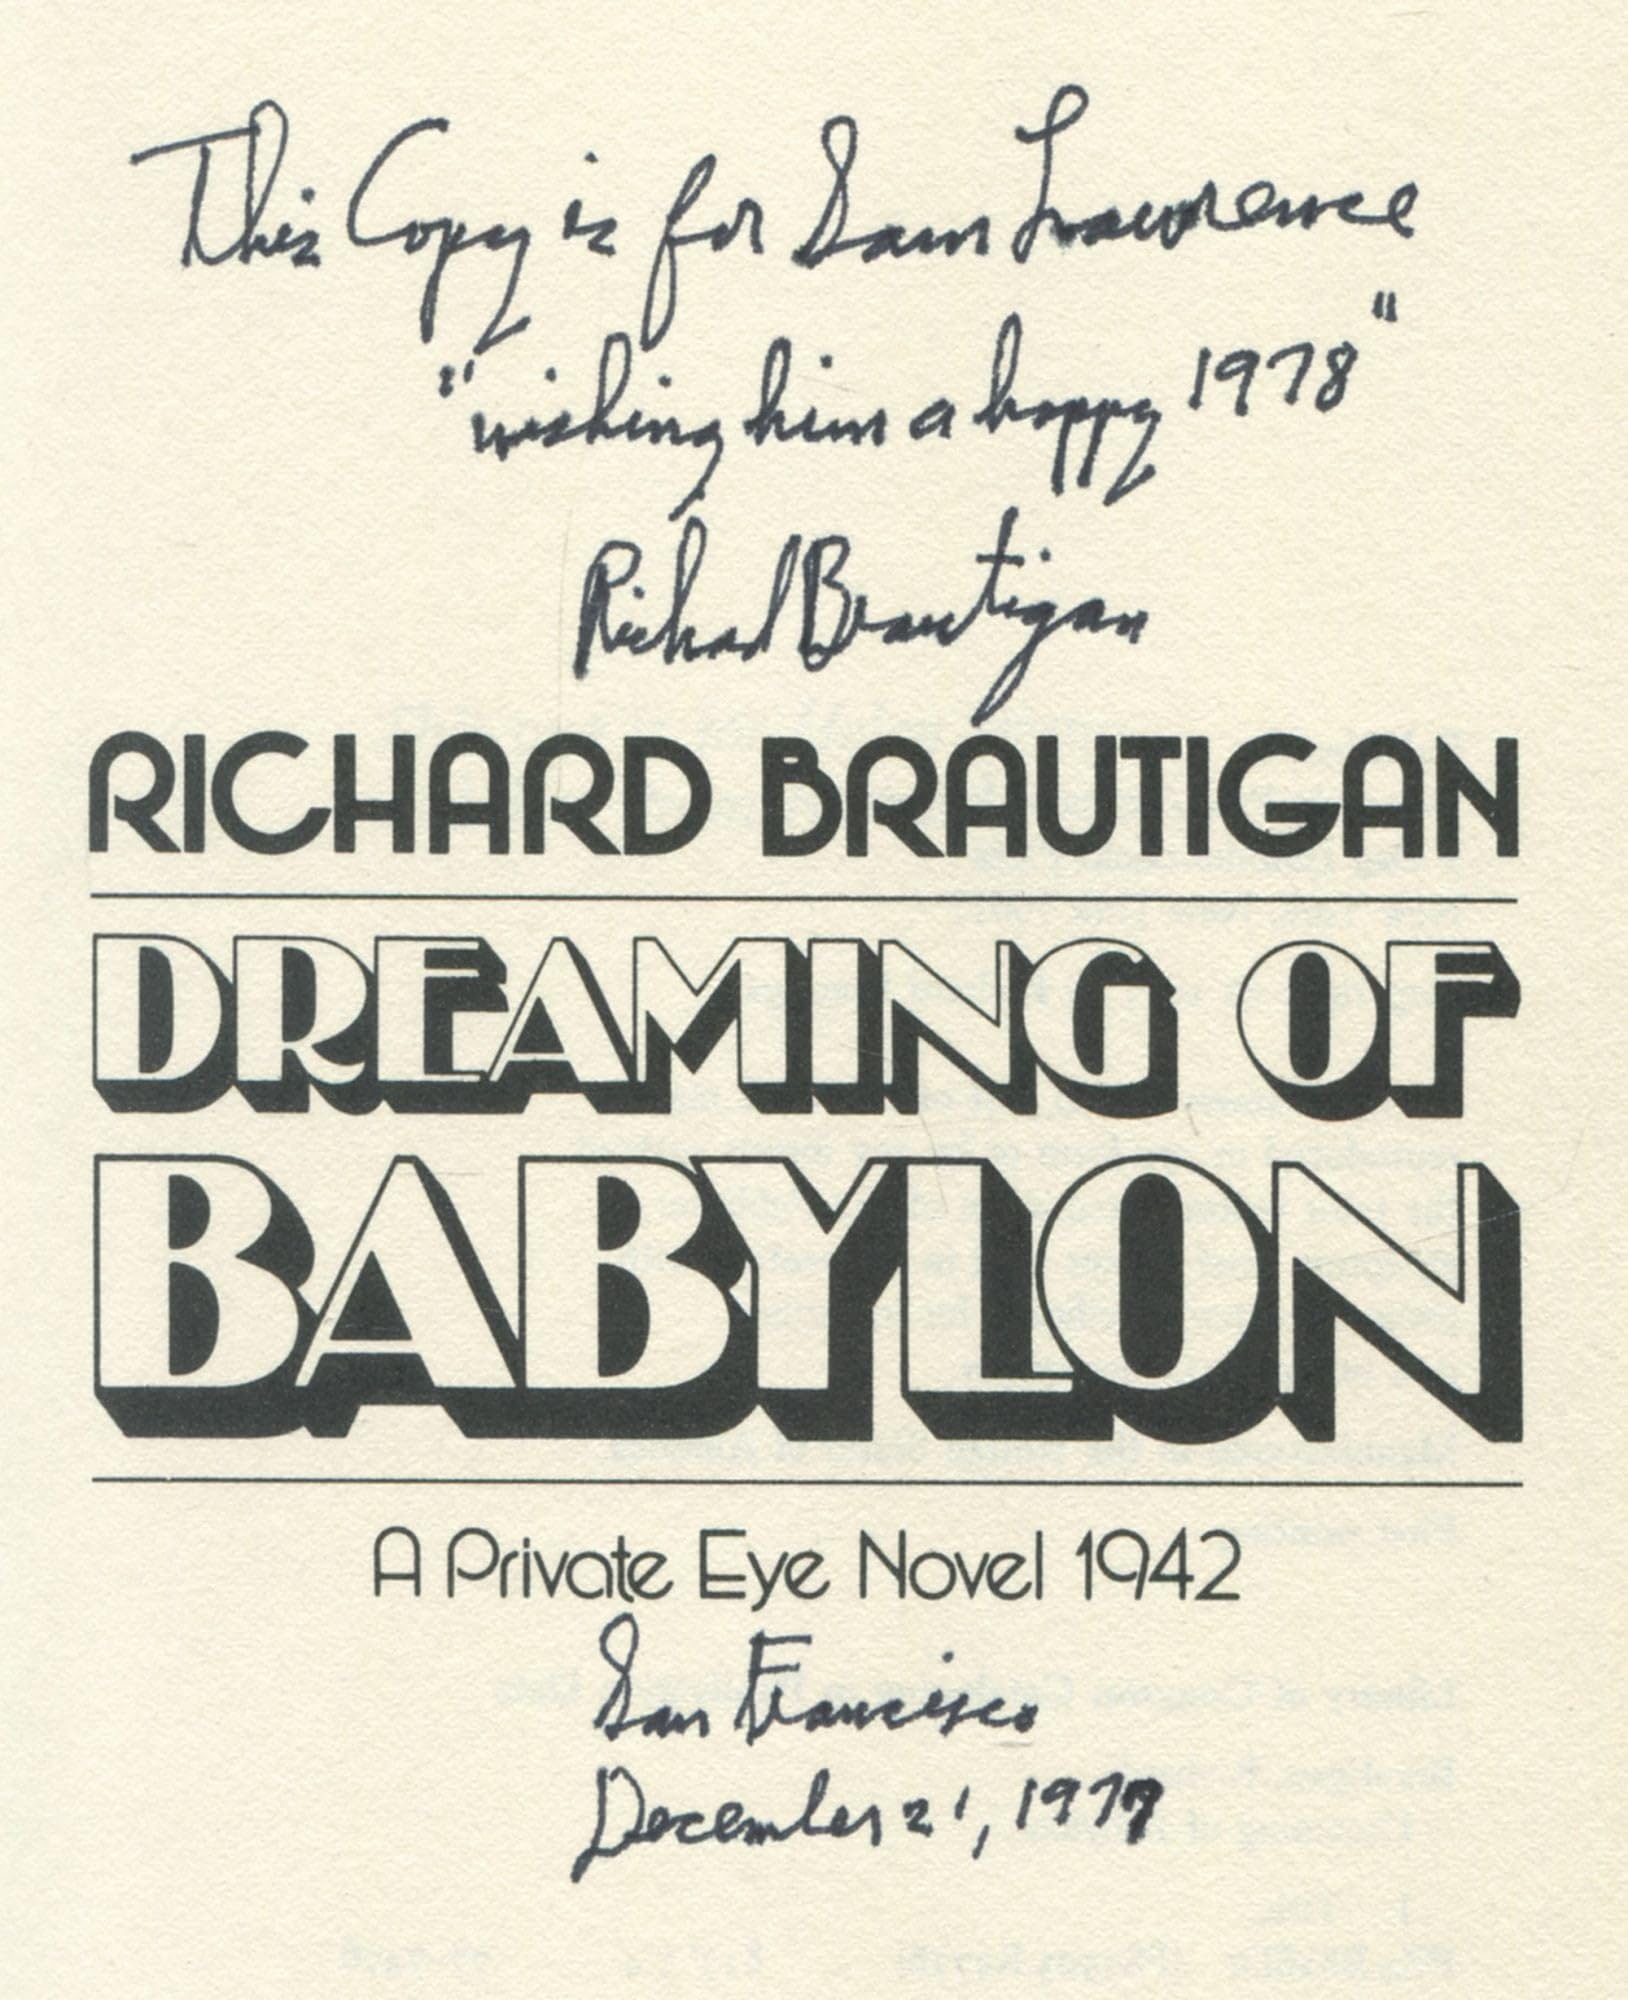 This Copy is for Sam Lawrence
"wishing him a happy 1978"
Richard Brautigan
RICHARD BRAUTIGAN
DREAMING OF
BABYLON
A Private Eye Novel 1942
San Francisco
December 21, 1977